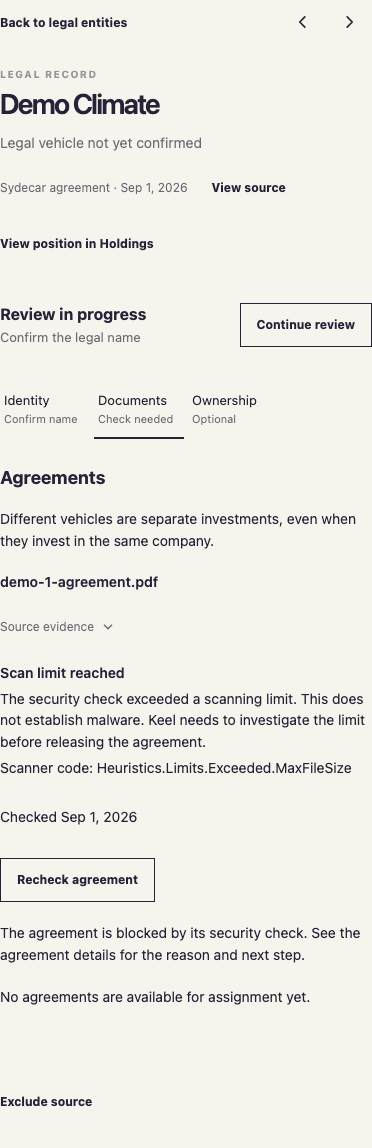 Back to legal entities
LEGAL RECORD
Demo Climate
Legal vehicle not yet confirmed
Sydecar agreement · Sep 1, 2026 View source
View position in Holdings
Review in progress
Confirm the legal name
Continue review
Identity Documents Ownership
Confirm name Check needed Optional
Agreements
Different vehicles are separate investments, even when
they invest in the same company.
demo-1-agreement.pdf
Source evidence
Scan limit reached
The security check exceeded a scanning limit. This does
not establish malware. Keel needs to investigate the limit
before releasing the agreement.
Scanner code: Heuristics.Limits.Exceeded.MaxFileSize
Checked Sep 1, 2026
Recheck agreement
The agreement is blocked by its security check. See the
agreement details for the reason and next step.
No agreements are available for assignment yet.
Exclude source